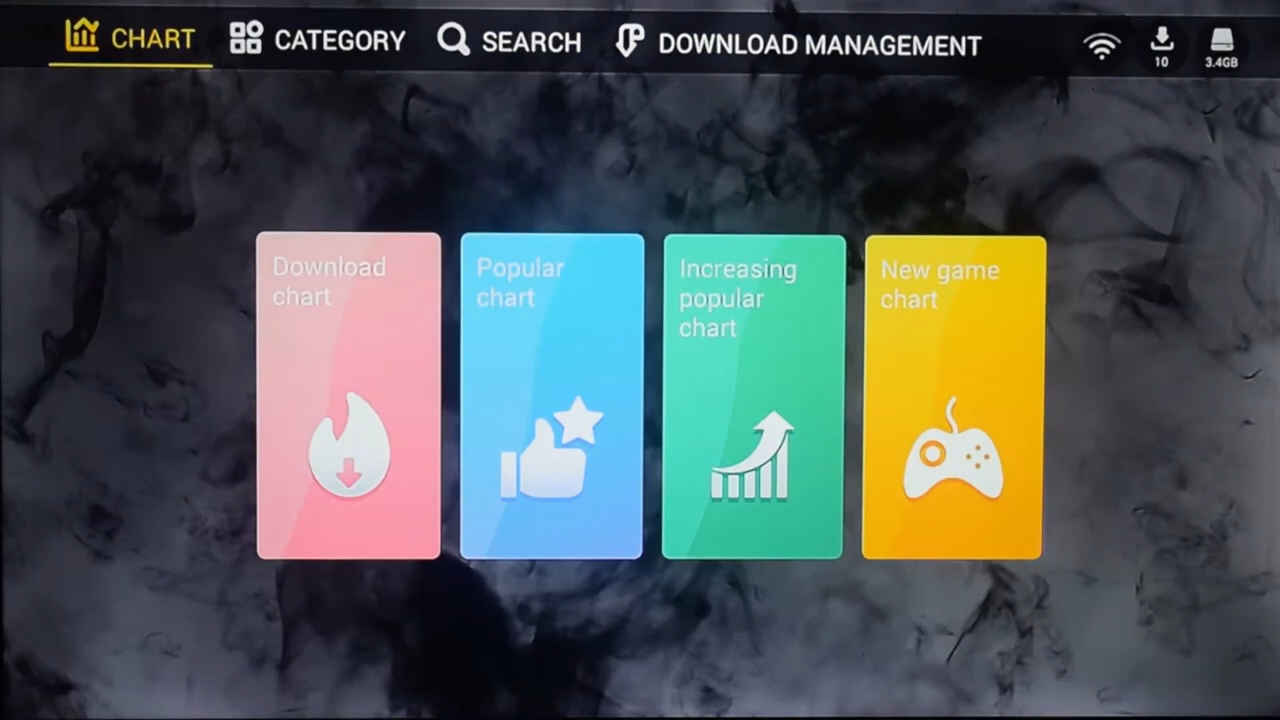 CHART
CATEGORY
SEARCH
DOWNLOAD MANAGEMENT
10
3.4GB
Download
chart
Popular
chart
Increasing
popular
chart
New game
chart